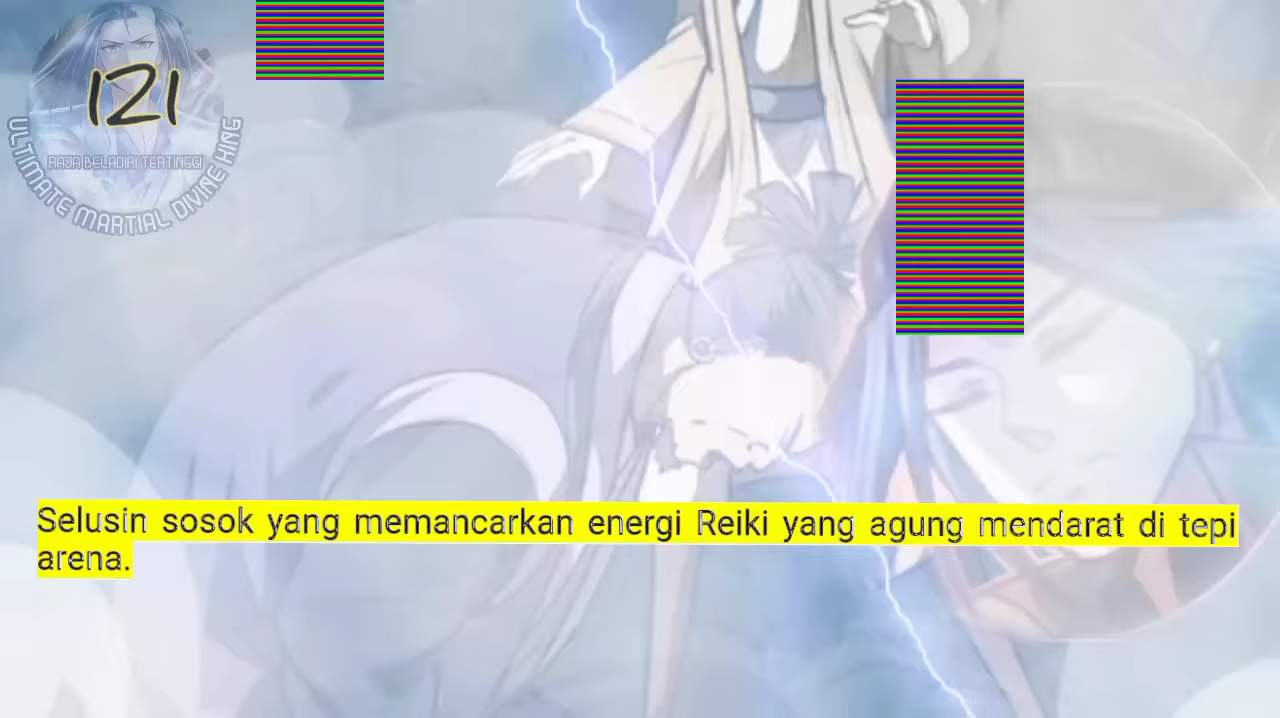 121
RAJA BELADIRI TERTINGGI
ULTIMATE MARTIAL DIVINE KING
Selusin sosok yang memancarkan energi Reiki yang agung mendarat di tepi
arena.